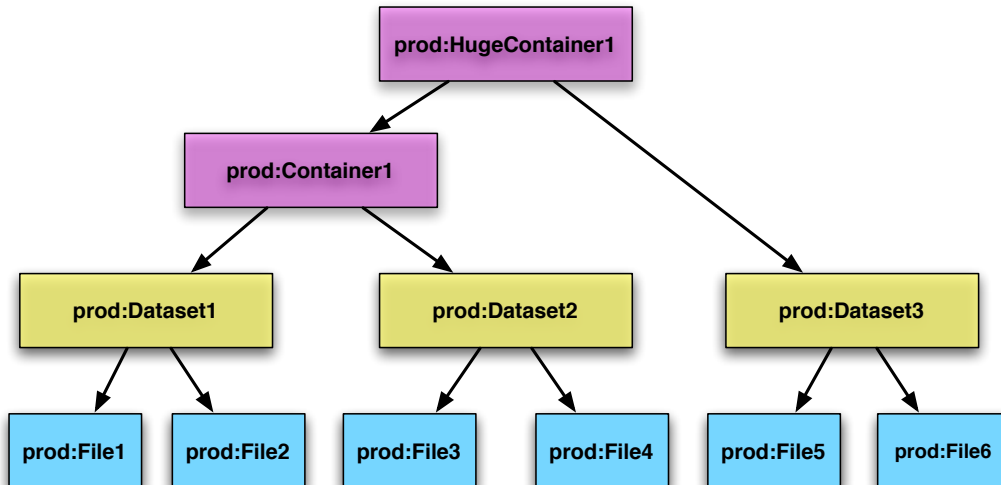 prod:HugeContainer1
prod:Container1
prod:Dataset1
prod:Dataset2
prod:Dataset3
prod:File1
prod:File2
prod:File3
prod:File4
prod:File5
prod:File6